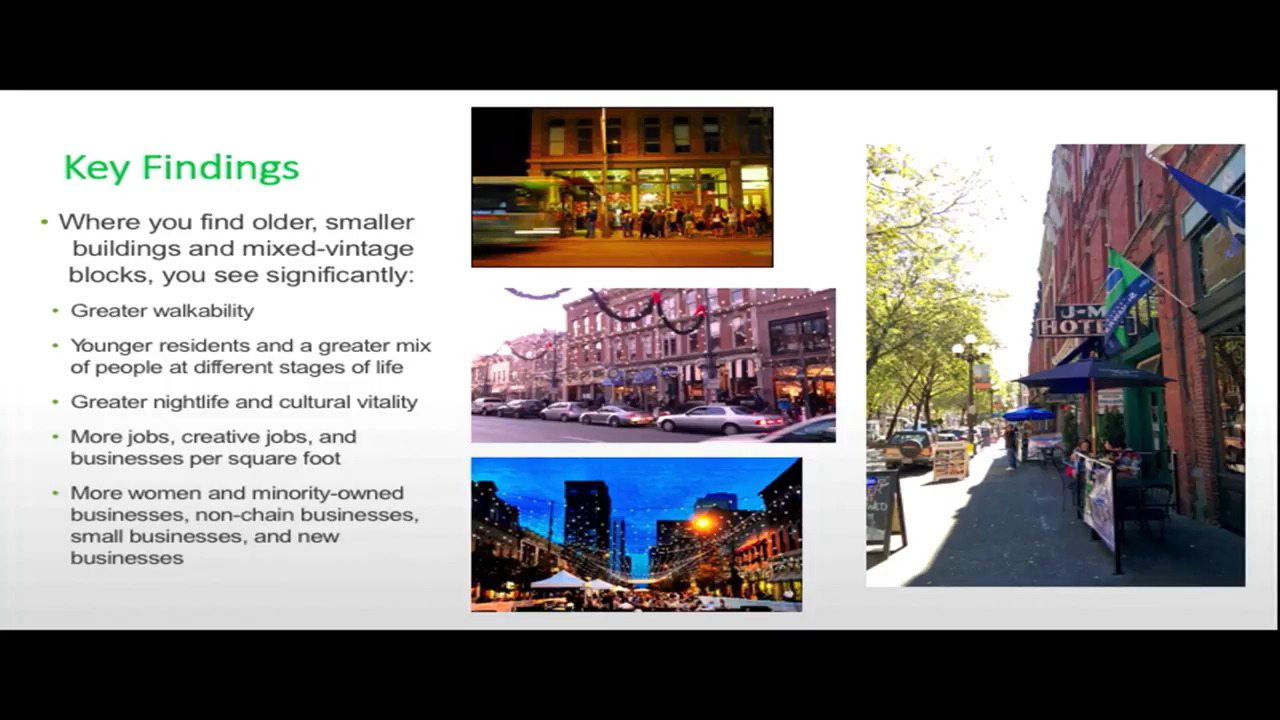 Key Findings
• Where you find older, smaller
buildings and mixed-vintage
blocks, you see significantly:
• Greater walkability
• Younger residents and a greater mix
of people at different stages of life
• Greater nightlife and cultural vitality
• More jobs, creative jobs, and
businesses per square foot
• More women and minority-owned
businesses, non-chain businesses,
small businesses, and new
businesses
J-M
HOTE